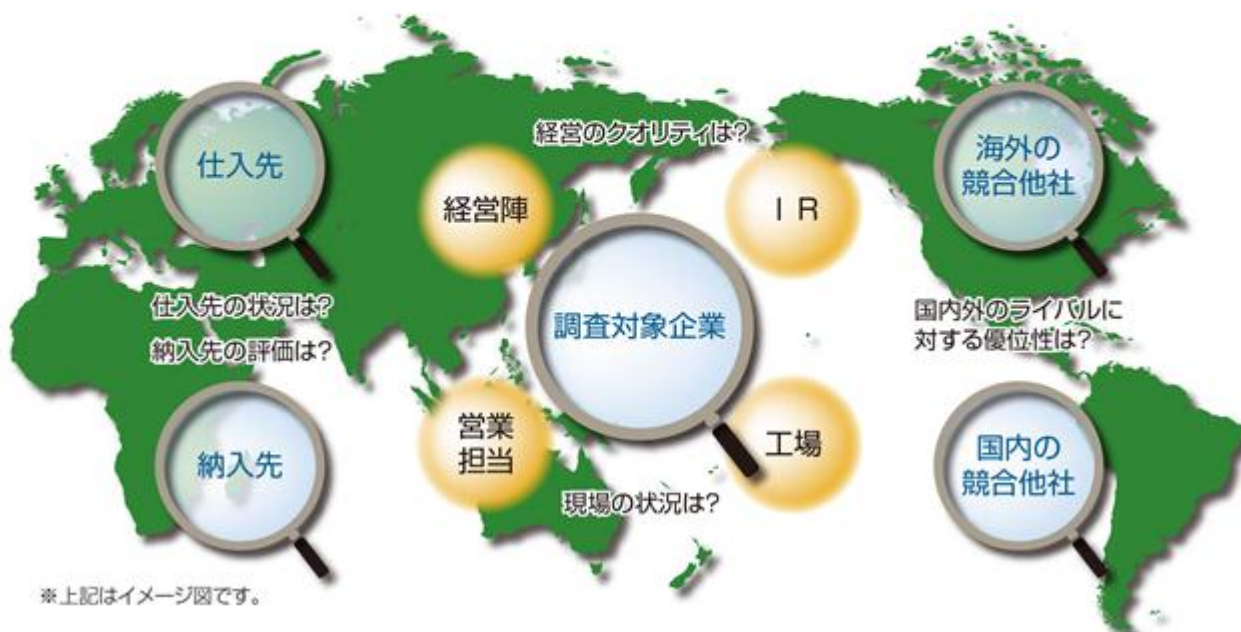 経営のクオリティは?
仕入先
経営陣
I R
海外の
競合他社
調査対象企業
仕入先の状況は?
納入先の評価は?
国内外のライバルに
対する優位性は?
納入先
営業
担当
工場
国内の
競合他社
現場の状況は?
※上記はイメージ図です。